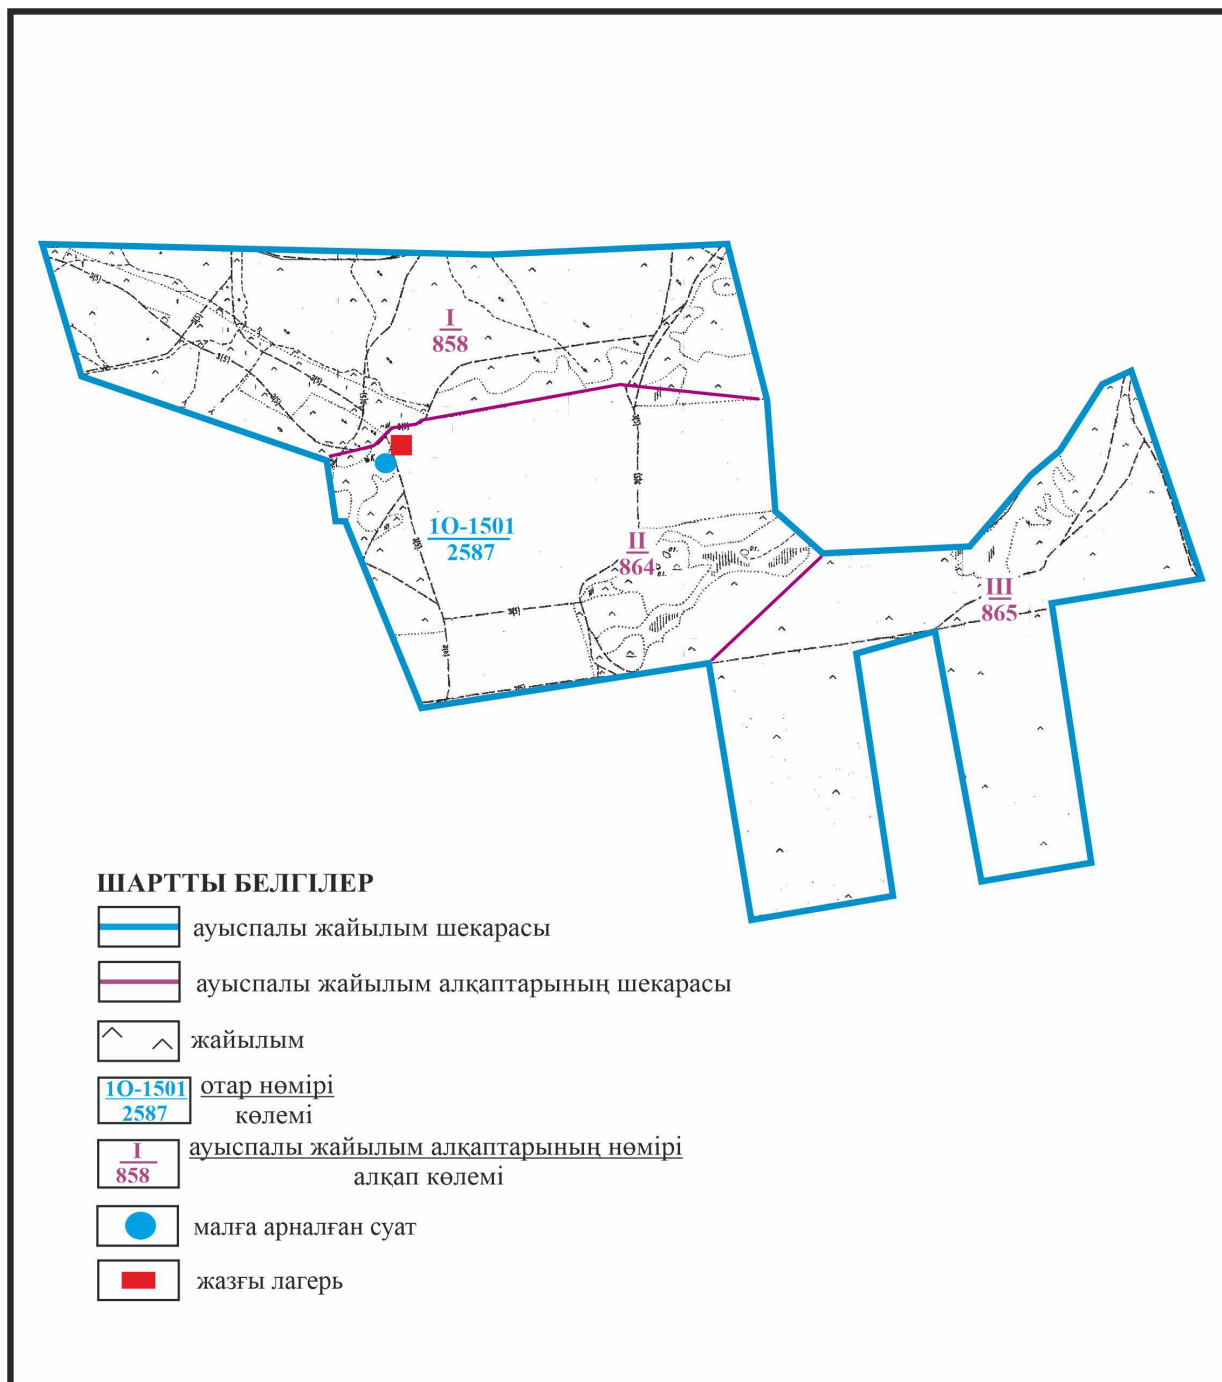 I
858
1О-1501
2587
II
864
III
865
ШАРТТЫ БЕЛГІЛЕР
ауыспалы жайылым шекарасы
ауыспалы жайылым алқаптарының шекарасы
жайылым
1О-1501
2587
отар нөмірі
көлемі
I
858
ауыспалы жайылым алқаптарының нөмірі
алқап көлемі
малға арналған суат
жазғы лагерь